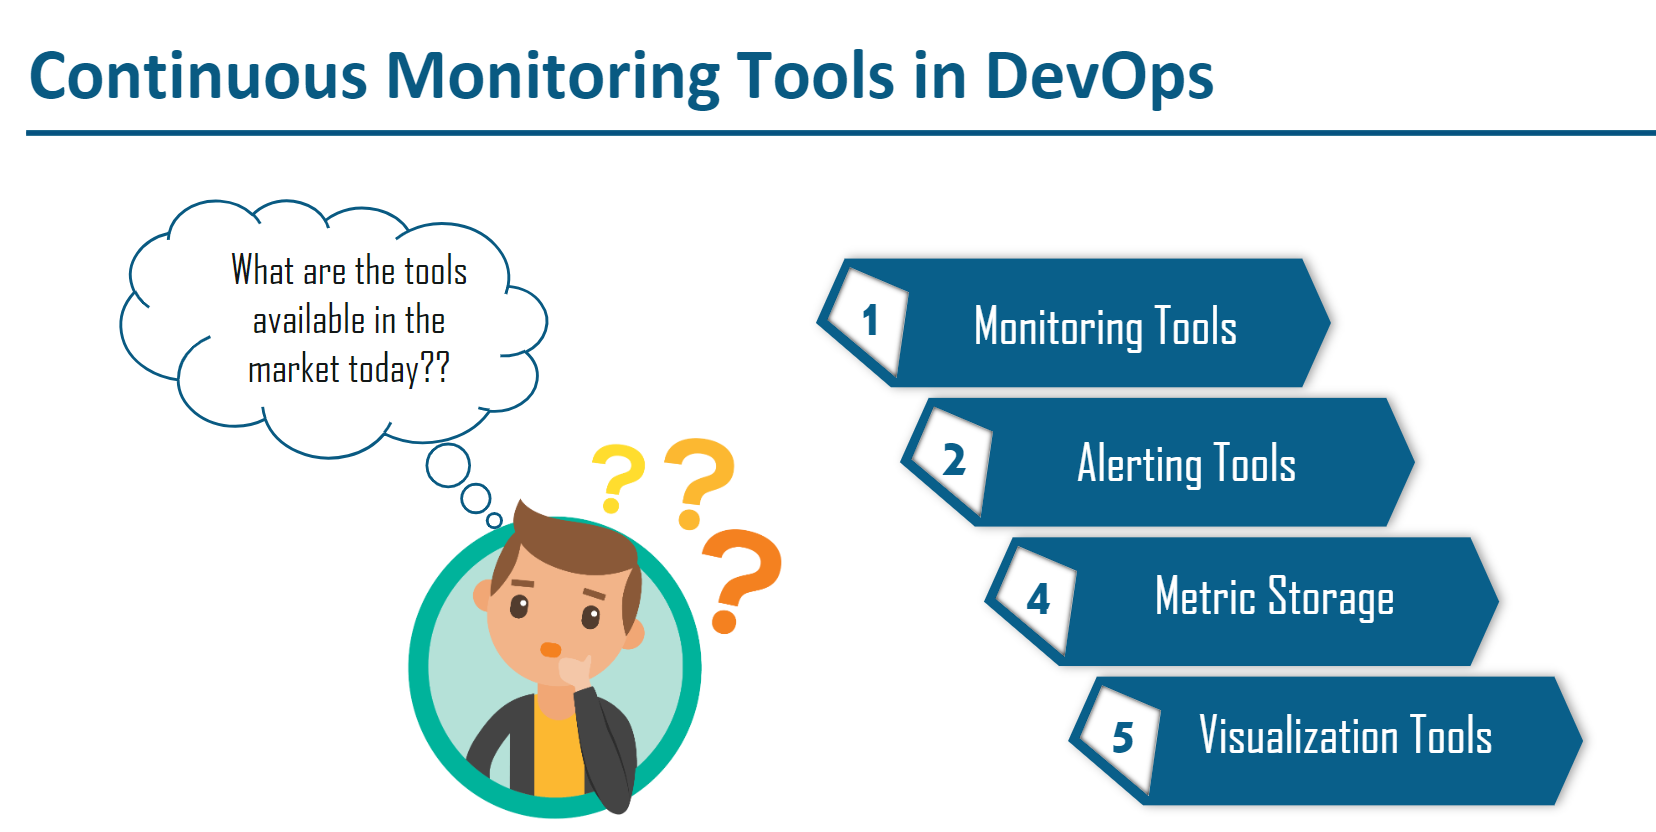 Continuous Monitoring Tools in DevOps
What are the tools
available in the
market today??
? ? ?
1 Monitoring Tools
2 Alerting Tools
4 Metric Storage
5 Visualization Tools